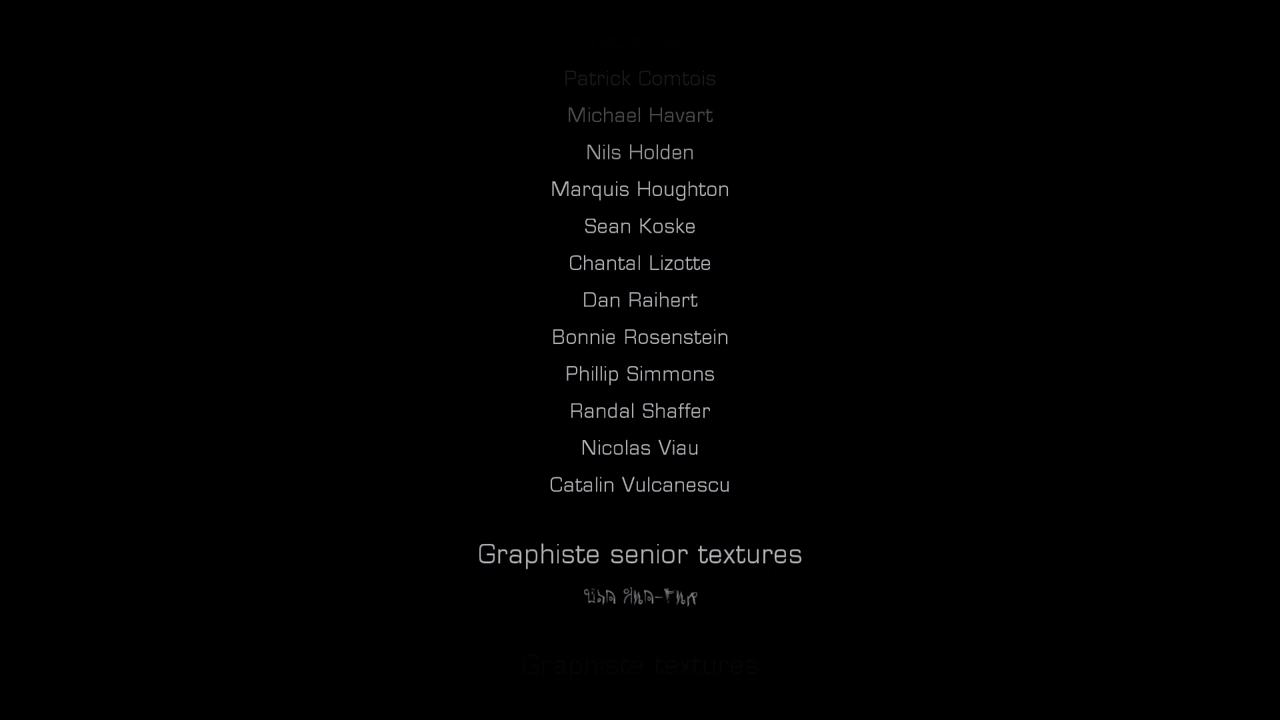 Patrick Comtois
Michael Havart
Nils Holden
Marquis Houghton
Sean Koske
Chantal Lizotte
Dan Raihert
Bonnie Rosenstein
Phillip Simmons
Randal Shaffer
Nicolas Viau
Catalin Vulcanescu
Graphiste senior textures
Graphiste textures